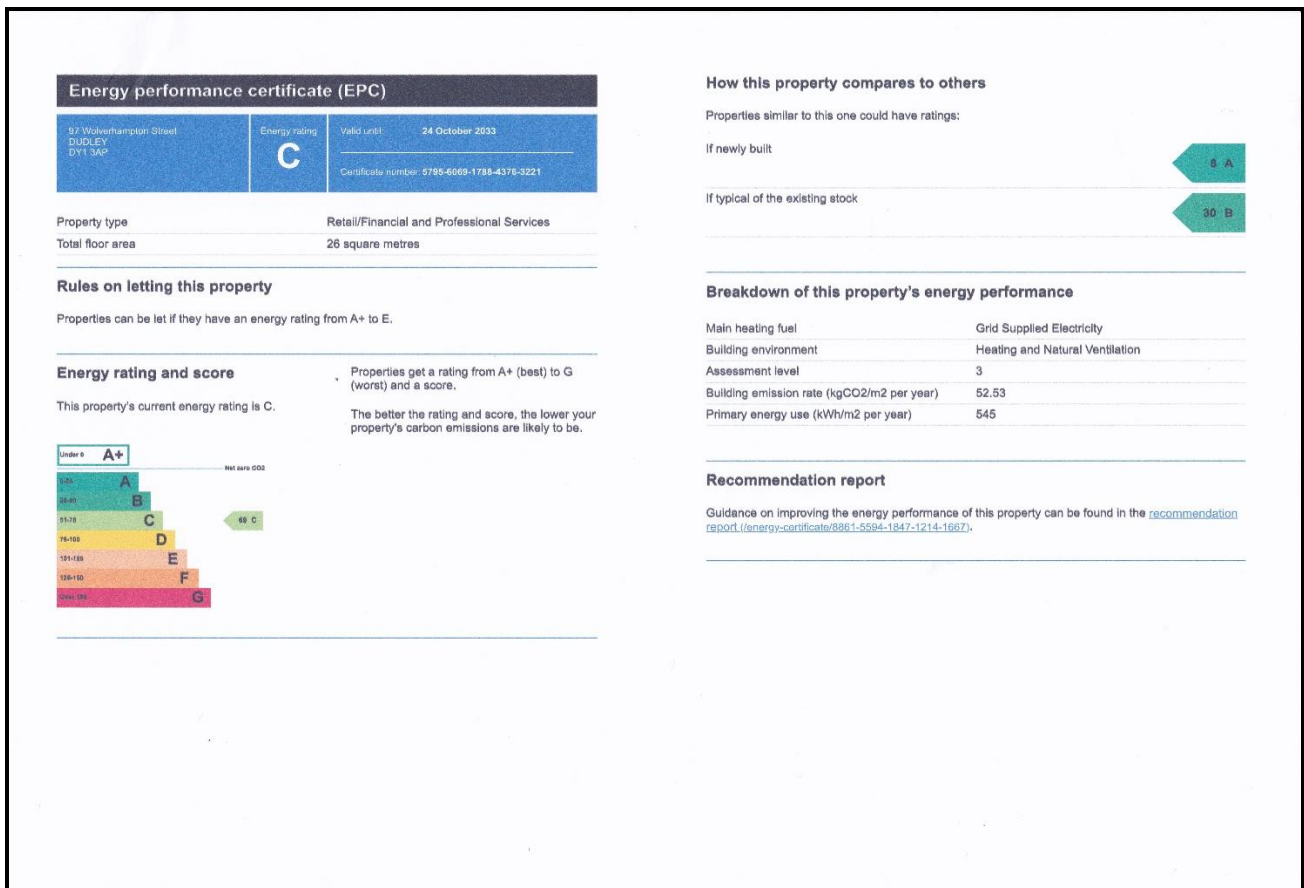 Energy performance certificate (EPC)
97 Wolverhampton Street
DUDLEY
DY1 3AP
Energy rating
C
Valid until: 24 October 2033
Certificate number: 5795-6069-1788-4376-3221
Property type Retail/Financial and Professional Services
Total floor area 26 square metres
Rules on letting this property
Properties can be let if they have an energy rating from A+ to E.
Energy rating and score
This property's current energy rating is C.
Under 0 A+
Net zero CO2
0-25 A
26-50 B
51-75 C
C
76-100 D
101-125 E
126-150 F
Over 150 G
Properties get a rating from A+ (best) to G
(worst) and a score.
The better the rating and score, the lower your
property's carbon emissions are likely to be.
How this property compares to others
Properties similar to this one could have ratings:
If newly built
A
If typical of the existing stock
30 B
Breakdown of this property's energy performance
Main heating fuel Grid Supplied Electricity
Building environment Heating and Natural Ventilation
Assessment level 3
Building emission rate (kgCO2/m2 per year) 52.53
Primary energy use (kWh/m2 per year) 545
Recommendation report
Guidance on improving the energy performance of this property can be found in the recommendation
report (/energy-certificate/8861-5594-1847-1214-1667).